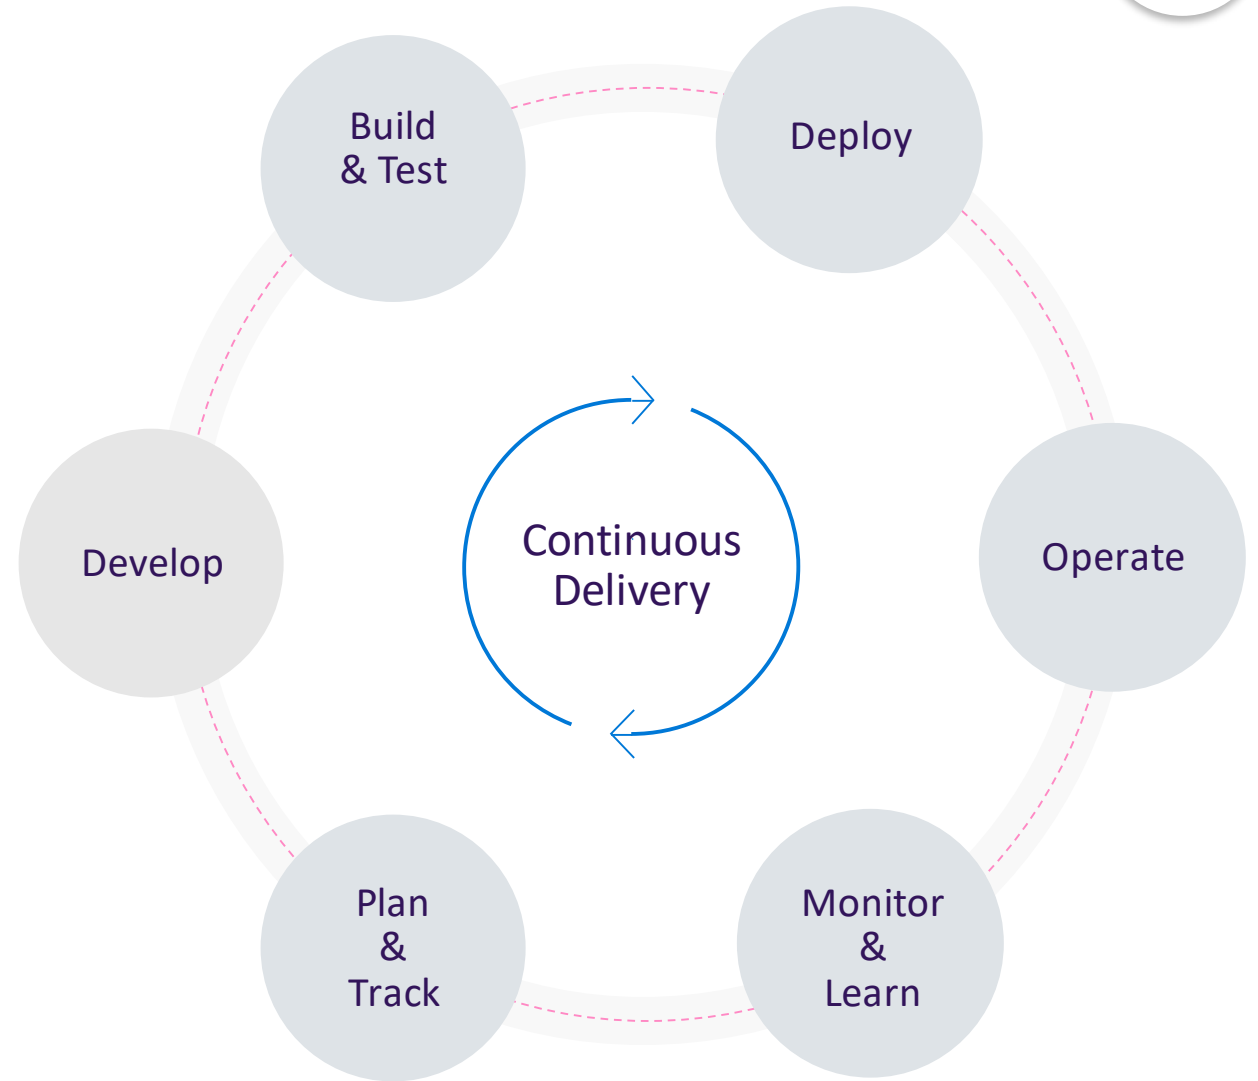 Build
& Test
Deploy
Develop
Continuous
Delivery
Operate
Plan
&
Track
Monitor
&
Learn